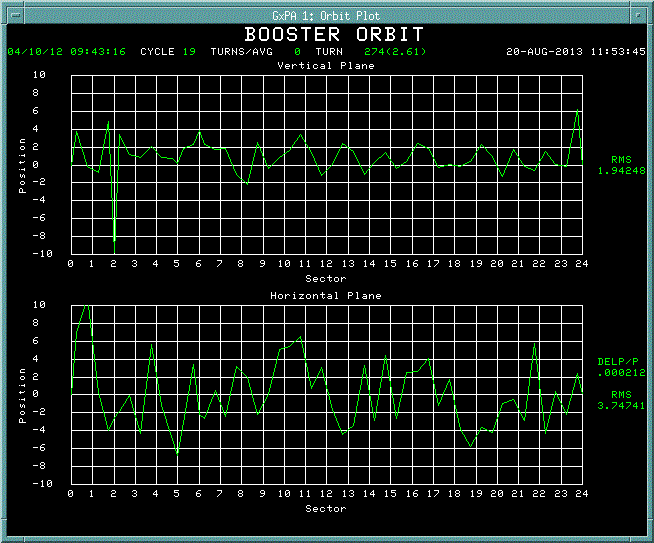 GxPA 1: Orbit Plot
BOOSTER ORBIT
04/10/12 09:43:16 CYCLE 19 TURNS/AVG 0 TURN 274(2.61) 20-AUG-2013 11:53:45
Vertical Plane
10
8
6
4
2
0
-2
-4
-6
-8
-10
Position
RMS
1.94248
0 1 2 3 4 5 6 7 8 9 10 11 12 13 14 15 16 17 18 19 20 21 22 23 24
Sector
Horizontal Plane
10
8
6
4
2
0
-2
-4
-6
-8
-10
Position
DELP/P
.000212
RMS
3.74741
0 1 2 3 4 5 6 7 8 9 10 11 12 13 14 15 16 17 18 19 20 21 22 23 24
Sector